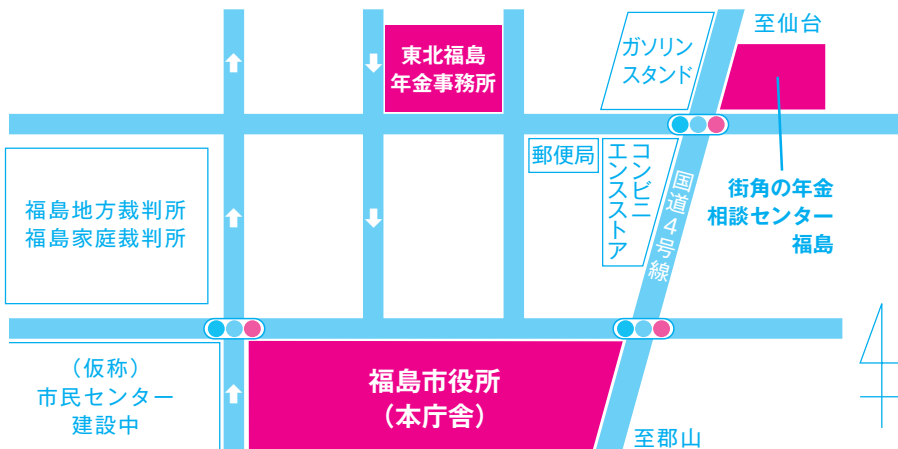 至仙台
ガソリン
スタンド
東北福島
年金事務所
郵便局
コンビニ
エンスストア
国道4号線
街角の年金
相談センター
福島
福島地方裁判所
福島家庭裁判所
(仮称)
市民センター
建設中
福島市役所
(本庁舎)
至郡山